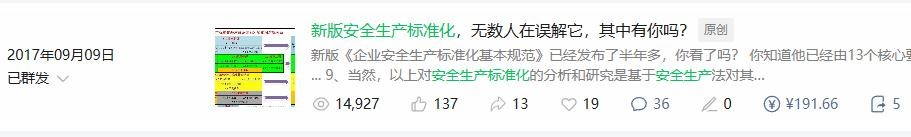 新版安全生产标准化，无数人在误解它，其中有你吗？ 原创
2017年09月09日
新版《企业安全生产标准化基本规范》已经发布了半年多，你看了吗？ 你知道他已经由13个核心
已群发
... 9、当然，以上对安全生产标准化的分析和研究是基于安全生产法对其...
14,927 137 13 19 36 0 ¥191.66 5